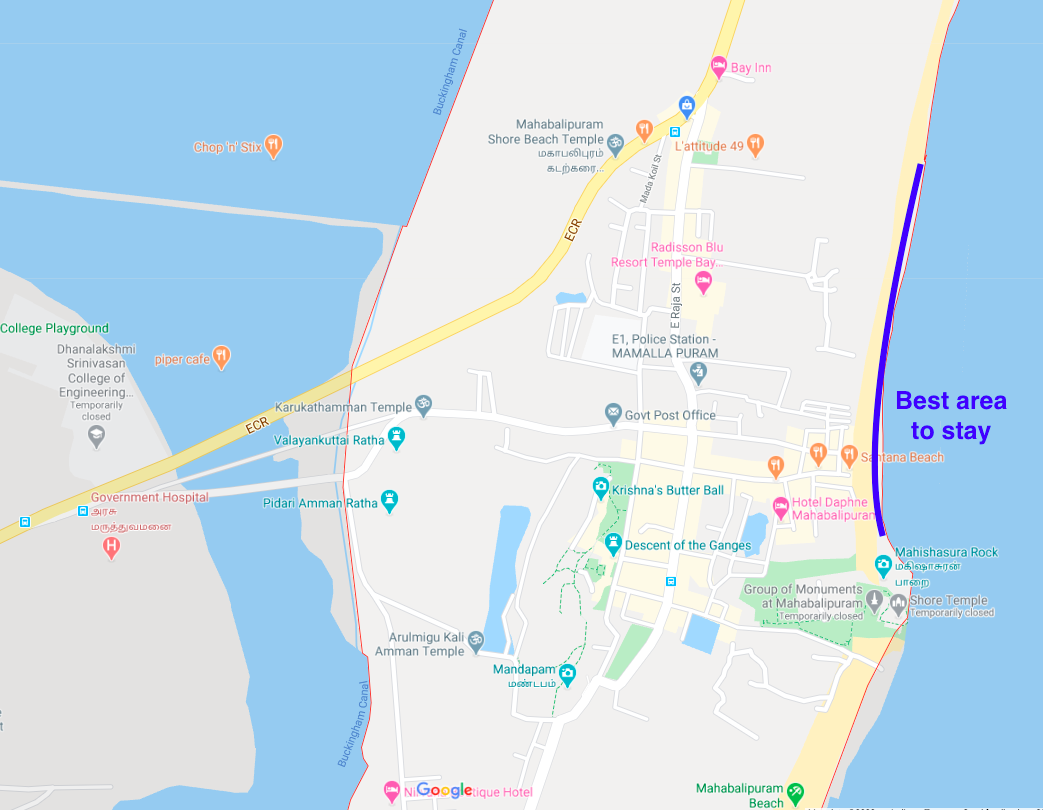 Buckingham Canal
Bay Inn
Mahabalipuram
Shore Beach Temple
மகாபலிபுரம்
கடற்கரை...
L'attitude 49
Chop 'n' Stix
Mada Koil St
ECR
Radisson Blu
Resort Temple Bay...
E Raja St
College Playground
Dhanalakshmi
Srinivasan
College of
Engineering...
Temporarily
closed
piper cafe
E1, Police Station -
MAMALLA PURAM
Best area
to stay
Karukathamman Temple
Govt Post Office
ECR
Valayankuttai Ratha
Santana Beach
Government Hospital
அரசு
மருத்துவமனை
Pidari Amman Ratha
Krishna's Butter Ball
Hotel Daphne
Mahabalipuram
Descent of the Ganges
Mahishasura Rock
மகிஷாசுரன்
பாறை
Group of Monuments
at Mahabalipuram
Temporarily closed
Shore Temple
Temporarily closed
Arulmigu Kali
Amman Temple
Mandapam
மண்டபம்
Buckingham Canal
Google
tique Hotel
Mahabalipuram
Beach